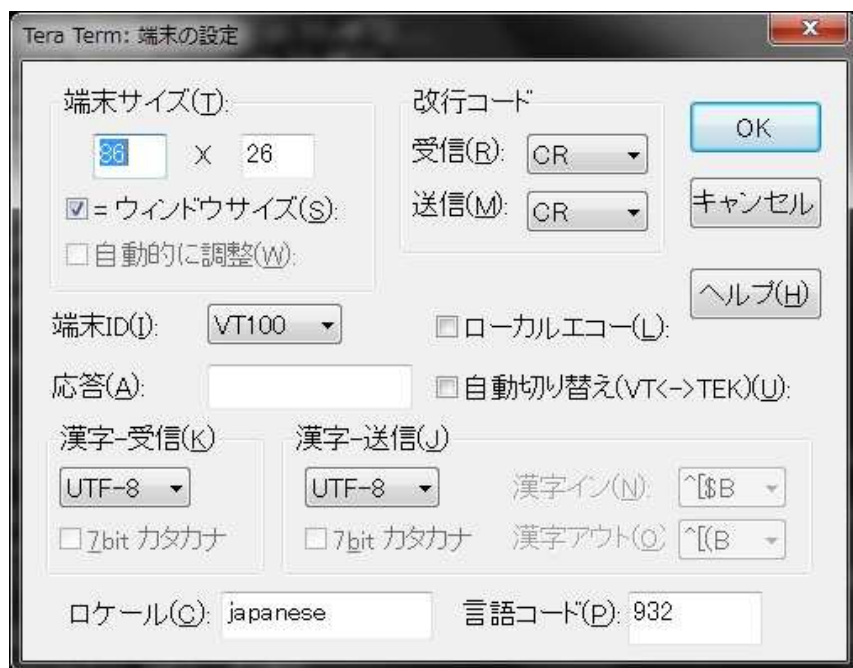 Tera Term: 端末の設定
端末サイズ(T):
86 X 26
= ウィンドウサイズ(S):
自動的に調整(W):
改行コード
受信(R): CR
送信(M): CR
OK
キャンセル
ヘルプ(H)
端末ID(I): VT100
ローカルエコー(L):
応答(A):
自動切り替え(VT<->TEK)(U):
漢字-受信(K)
UTF-8
7bit カタカナ
漢字-送信(J)
UTF-8
7bit カタカナ
漢字イン(N): ^[$B
漢字アウト(O) ^[(B
ロケール(C): japanese
言語コード(P): 932